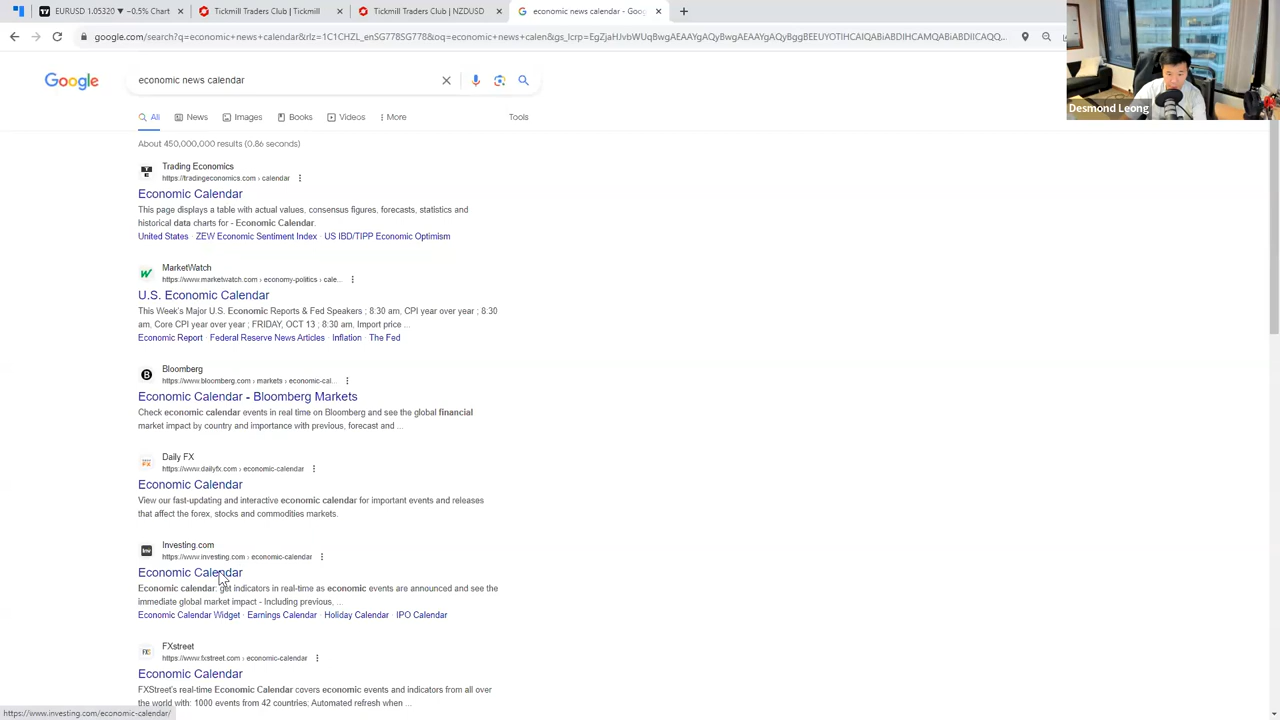 EURUSD 1.05320 ▼ −0.5% Chart
Tickmill Traders Club | Tickmill
Tickmill Traders Club | NZDUSD
economic news calendar - Goo
google.com/search?q=economic+news+calendar&rlz=1C1CHZL_enSG778SG778&oq=economic+news+calen&gs_lcrp=EgZjaHJvbWUqBwgAEAAYgAQyBwgAEAAYgAQyBggBEEUYOTIHCAIQABiABDIHCAMQABiABDIICAQQ...
Desmond Leong
Google
economic news calendar
All
News
Images
Books
Videos
More
Tools
About 450,000,000 results (0.86 seconds)
Trading Economics
https://tradingeconomics.com › calendar
Economic Calendar
This page displays a table with actual values, consensus figures, forecasts, statistics and
historical data charts for - Economic Calendar.
United States · ZEW Economic Sentiment Index · US IBD/TIPP Economic Optimism
MarketWatch
https://www.marketwatch.com › economy-politics › cale...
U.S. Economic Calendar
This Week's Major U.S. Economic Reports & Fed Speakers ; 8:30 am, CPI year over year ; 8:30
am, Core CPI year over year ; FRIDAY, OCT 13 ; 8:30 am, Import price ...
Economic Report · Federal Reserve News Articles · Inflation · The Fed
Bloomberg
https://www.bloomberg.com › markets › economic-cal...
Economic Calendar - Bloomberg Markets
Check economic calendar events in real time on Bloomberg and see the global financial
market impact by country and importance with previous, forecast and ...
Daily FX
https://www.dailyfx.com › economic-calendar
Economic Calendar
View our fast-updating and interactive economic calendar for important events and releases
that affect the forex, stocks and commodities markets.
Investing.com
https://www.investing.com › economic-calendar
Economic Calendar
Economic calendar: get indicators in real-time as economic events are announced and see the
immediate global market impact - Including previous, ...
Economic Calendar Widget · Earnings Calendar · Holiday Calendar · IPO Calendar
FXstreet
https://www.fxstreet.com › economic-calendar
Economic Calendar
FXStreet's real-time Economic Calendar covers economic events and indicators from all over
the world with: 1000 events from 42 countries. Automated refresh when ...
https://www.investing.com/economic-calendar/